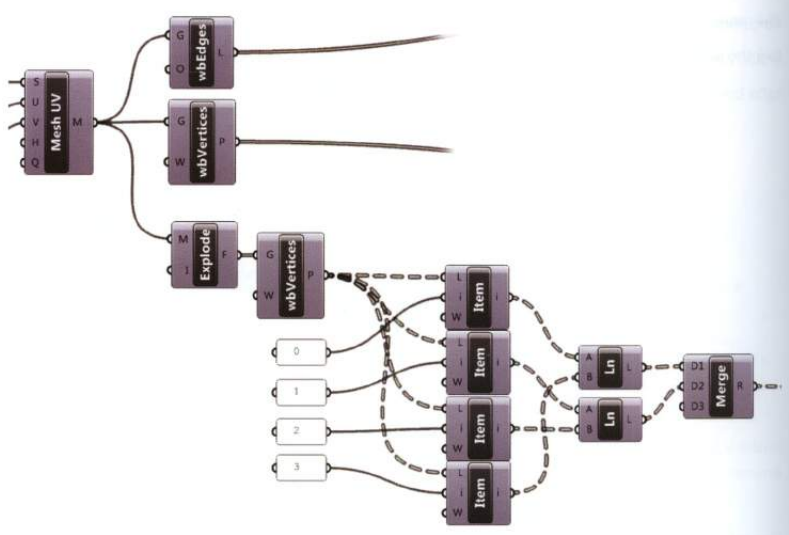 G
O
wbEdges
L
S
U
V
H
Q
Mesh UV
M
G
W
wbVertices
P
M
I
Explode
F
G
W
wbVertices
P
0
1
2
3
L
i
W
Item
i
L
i
W
Item
i
L
i
W
Item
i
L
i
W
Item
i
A
B
Ln
L
A
B
Ln
L
D1
D2
D3
Merge
R